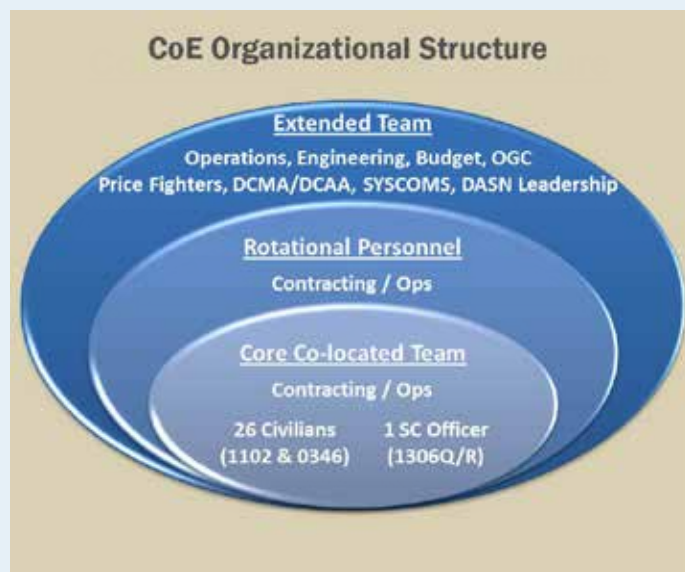 CoE Organizational Structure
Extended Team
Operations, Engineering, Budget, OGC
Price Fighters, DCMA/DCAA, SYSCOMS, DASN Leadership
Rotational Personnel
Contracting / Ops
Core Co-located Team
Contracting / Ops
26 Civilians 1 SC Officer
(1102 & 0346) (1306Q/R)